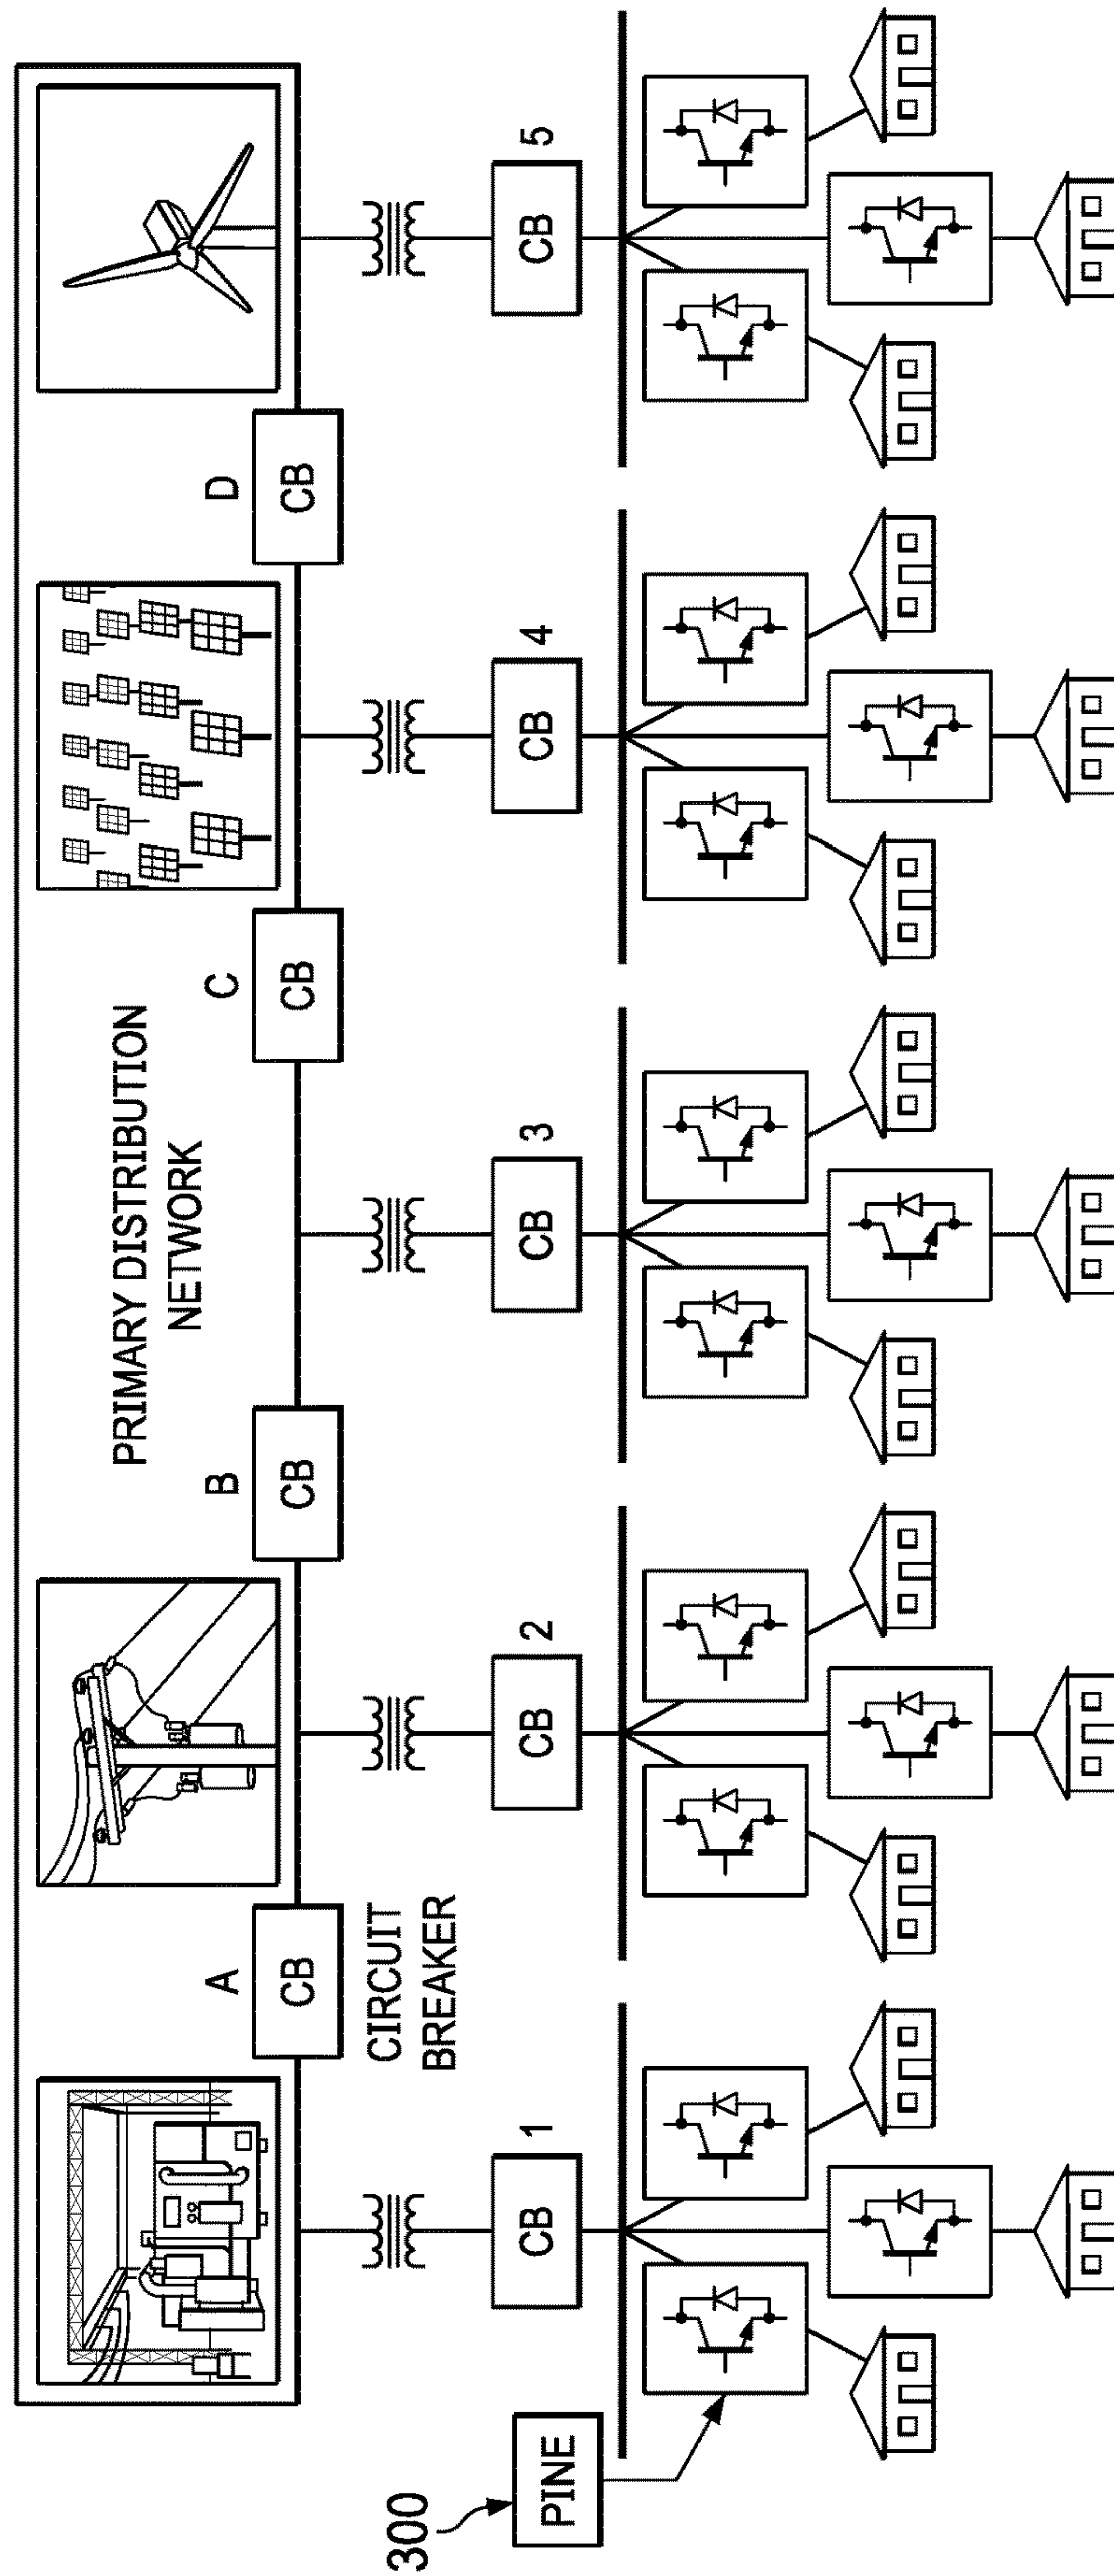 PRIMARY DISTRIBUTION
NETWORK
A
B
C
D
CB
CB
CB
CB
CIRCUIT
BREAKER
1
2
3
4
5
CB
CB
CB
CB
CB
300
PINE